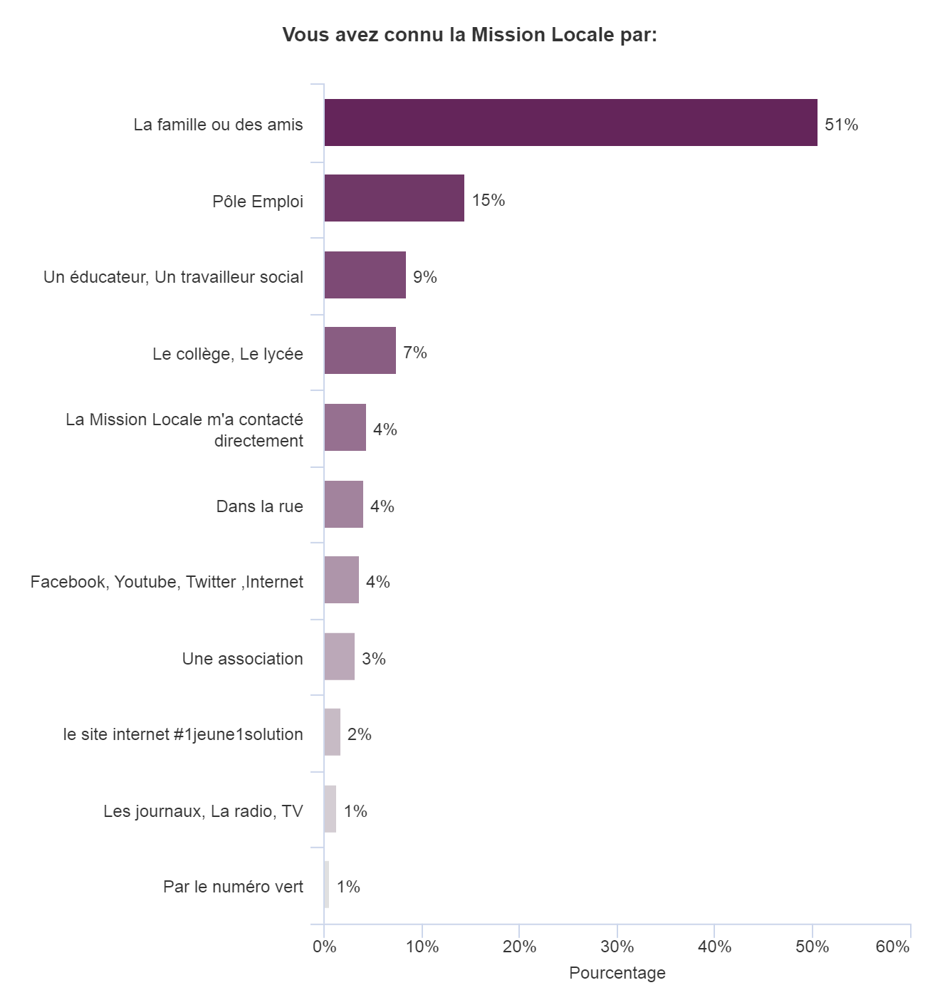 Vous avez connu la Mission Locale par:
La famille ou des amis
51%
Pôle Emploi
15%
Un éducateur, Un travailleur social
9%
Le collège, Le lycée
7%
La Mission Locale m'a contacté
directement
4%
Dans la rue
4%
Facebook, Youtube, Twitter ,Internet
4%
Une association
3%
le site internet #1jeune1solution
2%
Les journaux, La radio, TV
1%
Par le numéro vert
1%
0% 10% 20% 30% 40% 50% 60%
Pourcentage